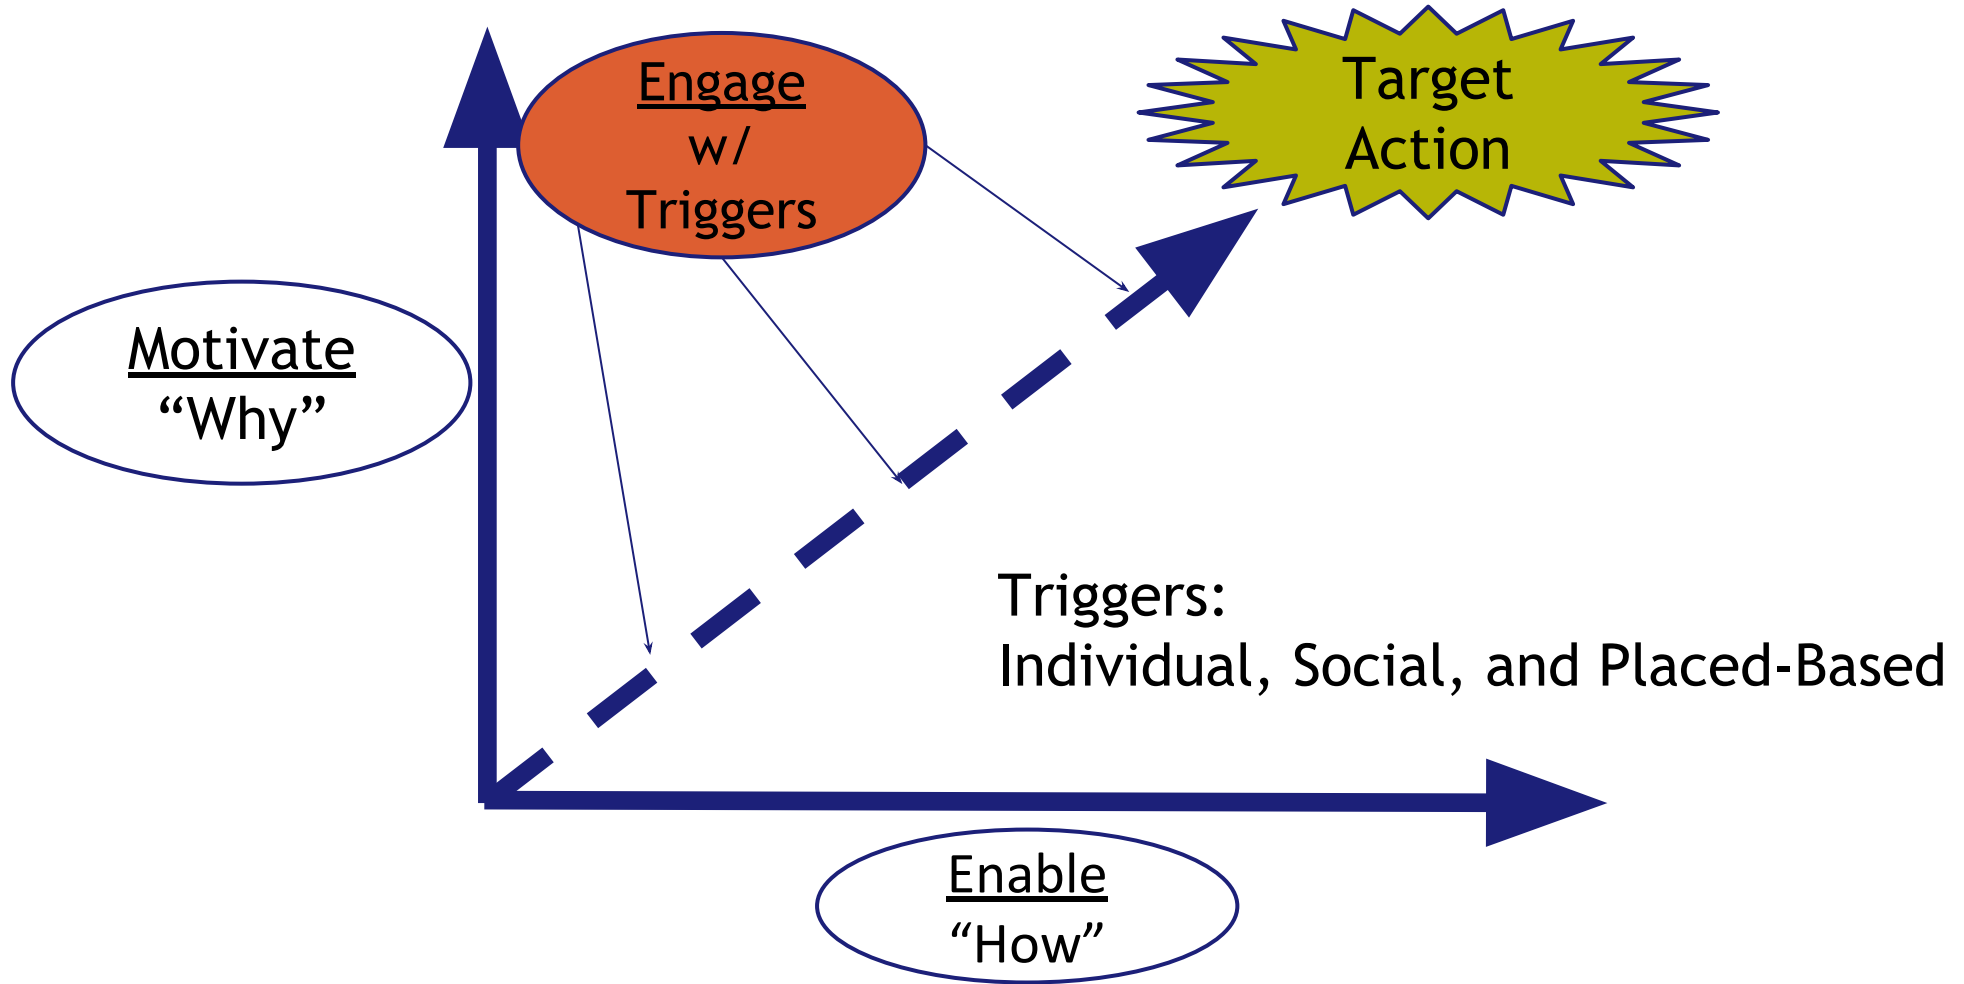 Engage
w/
Triggers
Target
Action
Motivate
“Why”
Triggers:
Individual, Social, and Placed-Based
Enable
“How”